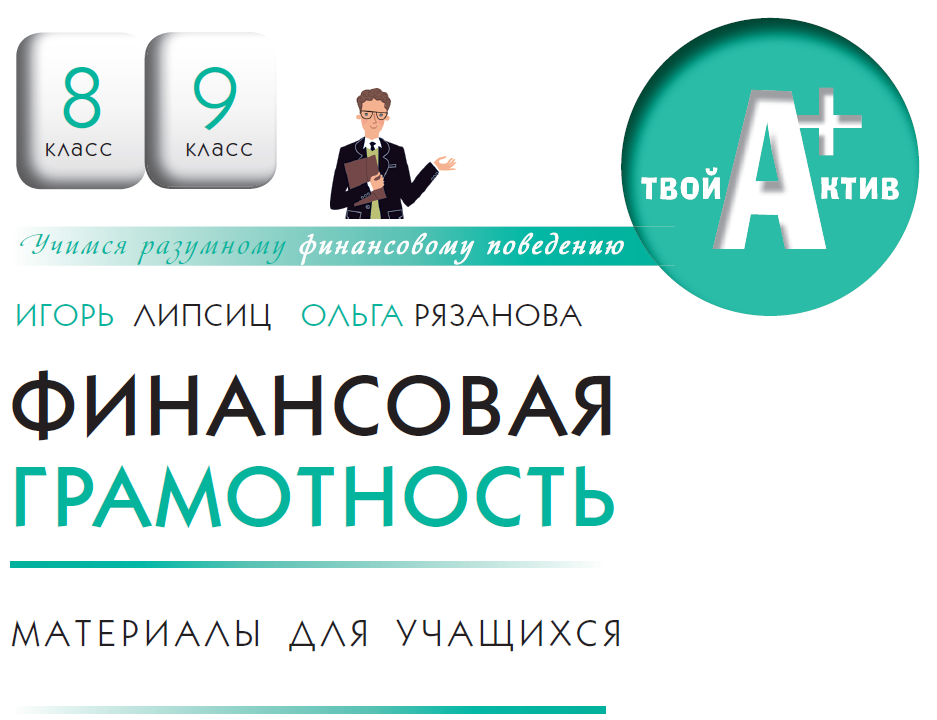 8 9
класс класс
ТВОЙ А+КТИВ
Учимся разумному финансовому поведению
ИГОРЬ ЛИПСИЦ ОЛЬГА РЯЗАНОВА
ФИНАНСОВАЯ
ГРАМОТНОСТЬ
МАТЕРИАЛЫ ДЛЯ УЧАЩИХСЯ